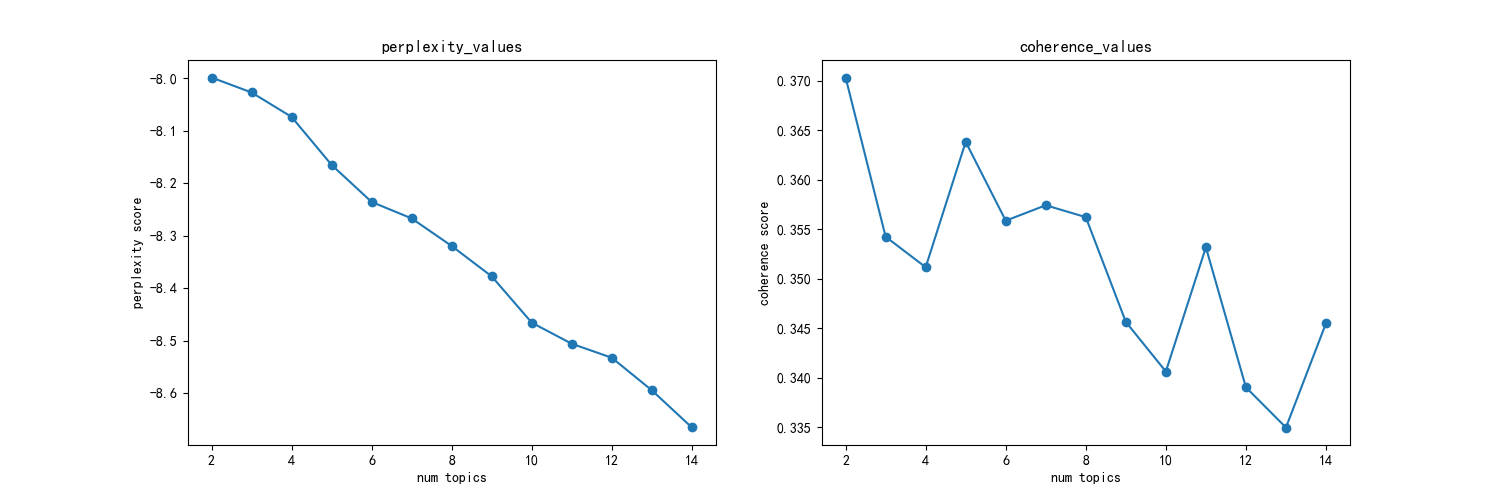 perplexity_values
perplexity score
-8.0
-8.1
-8.2
-8.3
-8.4
-8.5
-8.6
2 4 6 8 10 12 14
num topics
coherence_values
coherence score
0.370
0.365
0.360
0.355
0.350
0.345
0.340
0.335
2 4 6 8 10 12 14
num topics